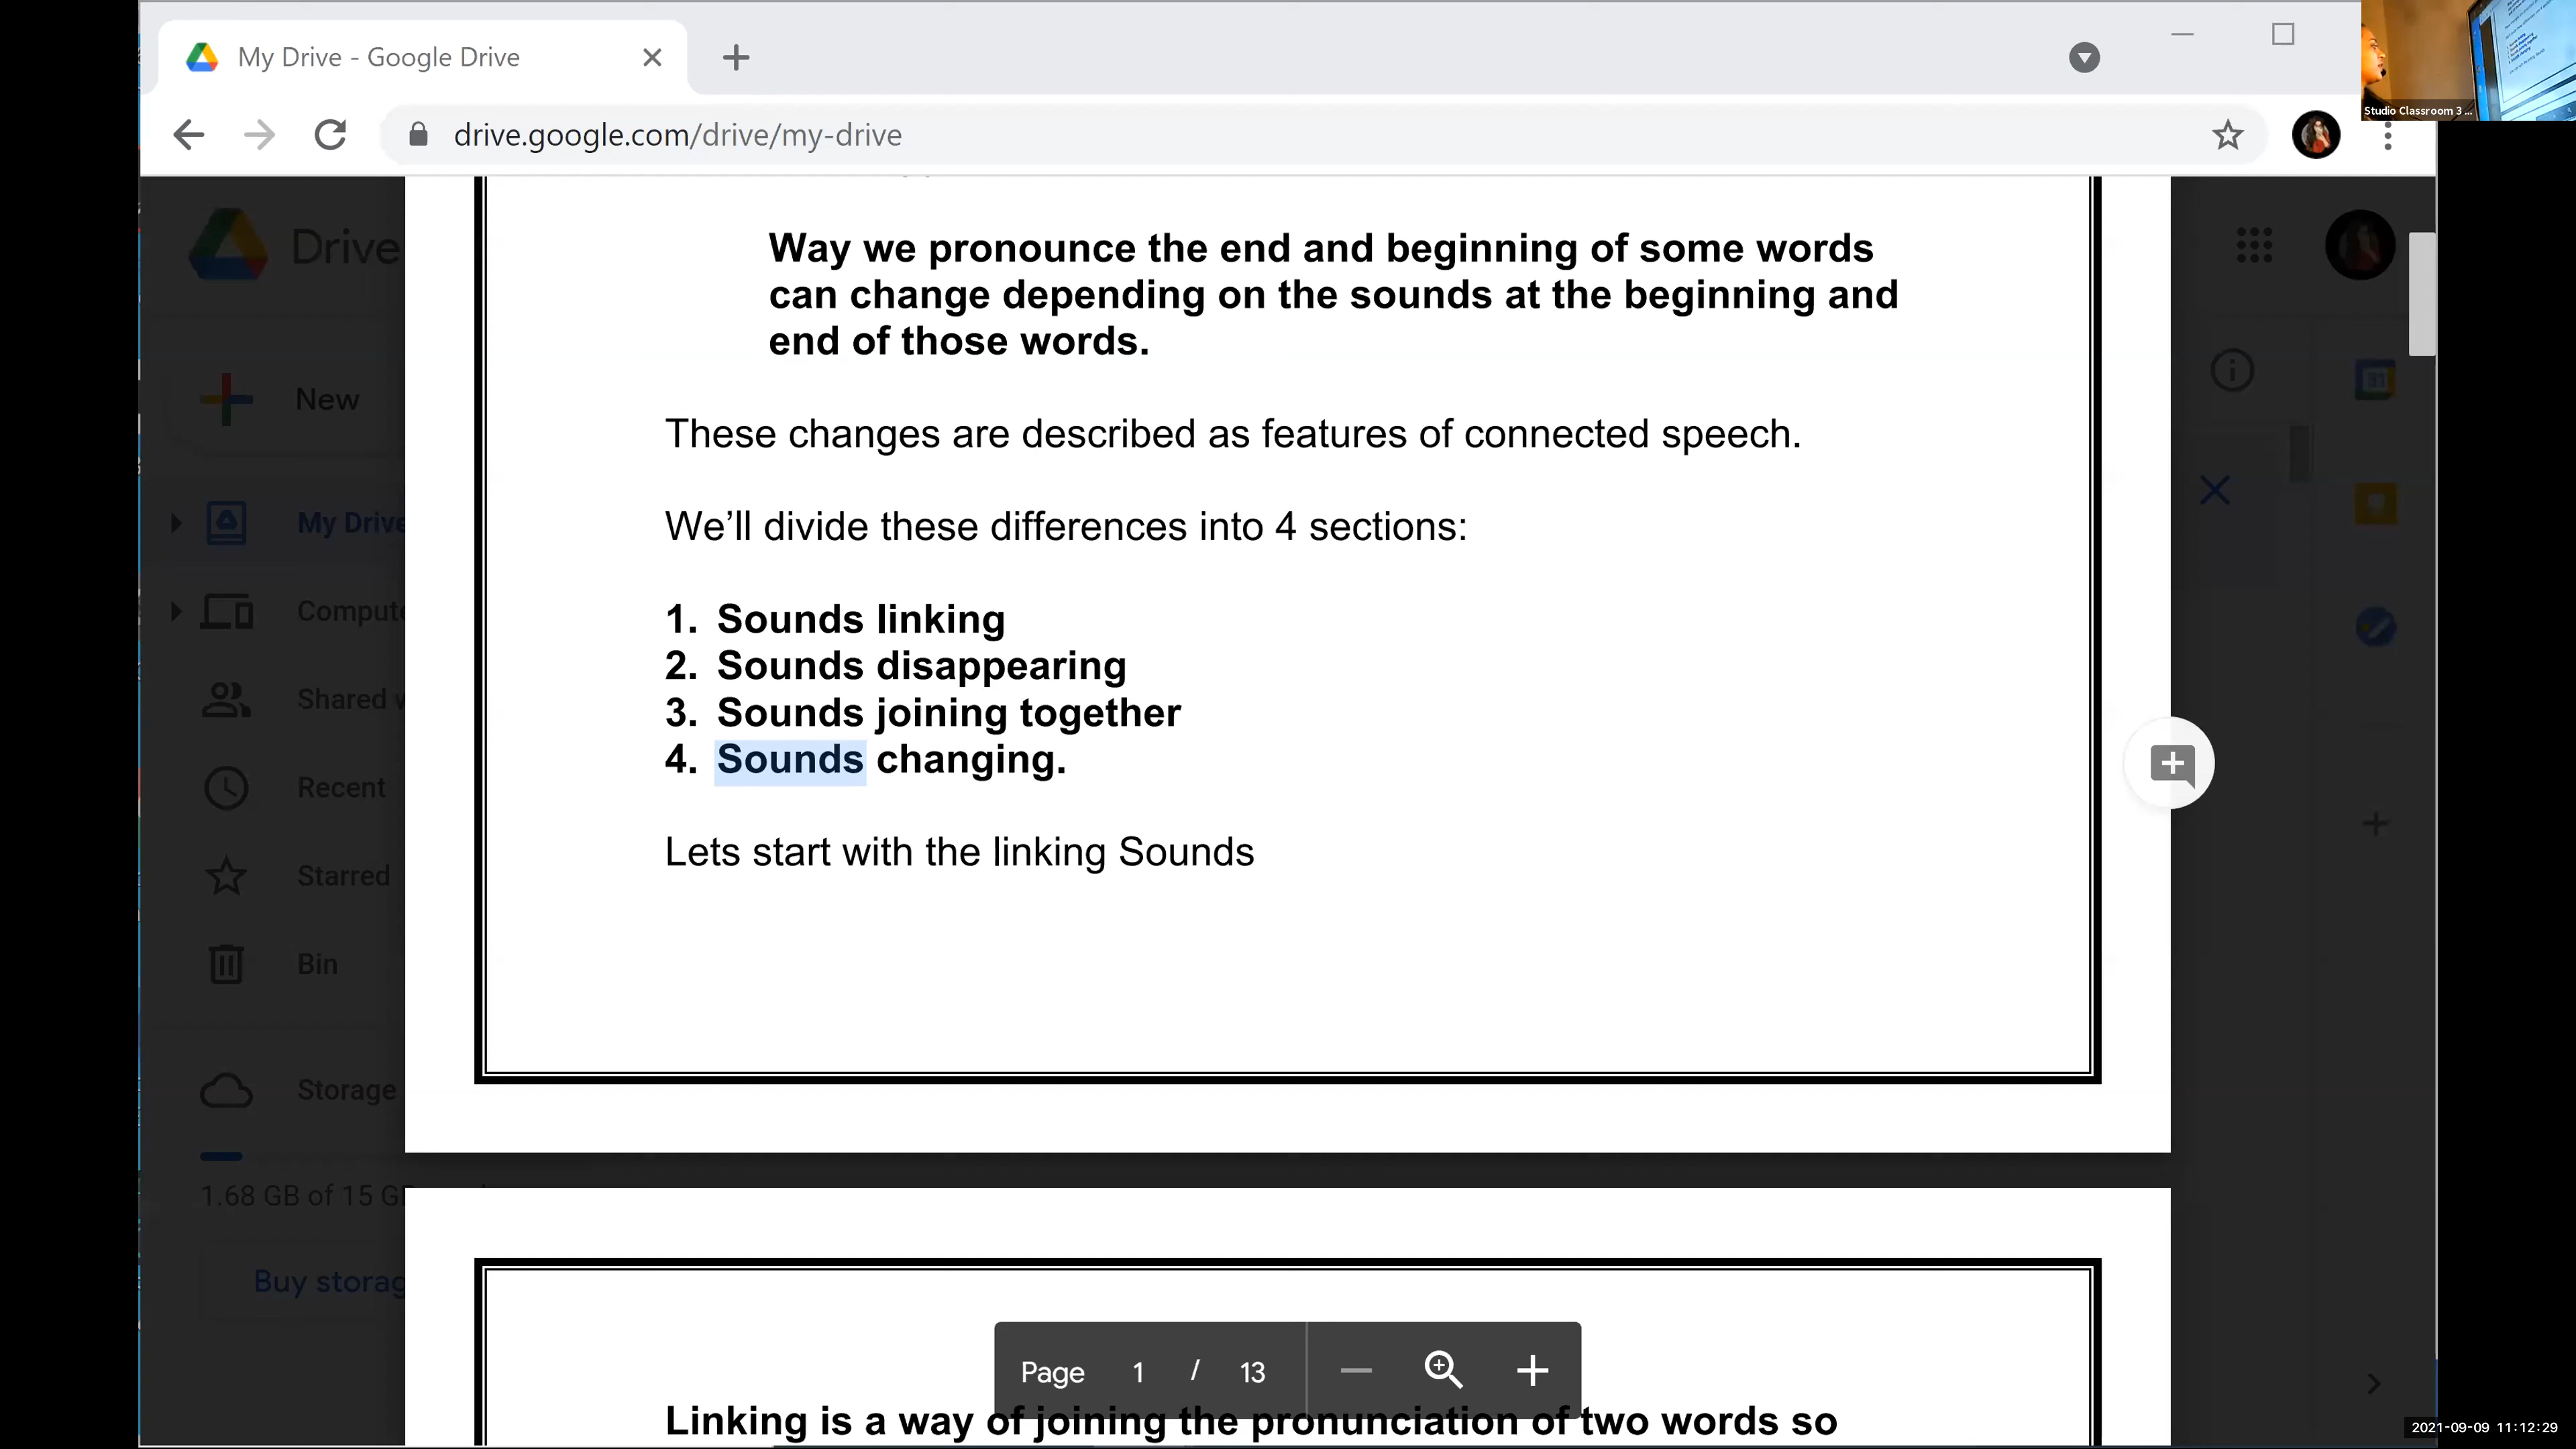 My Drive - Google Drive
drive.google.com/drive/my-drive
Studio Classroom 3 ...
Drive
New
My Drive
Compute
Shared w
Recent
Starred
Bin
Storage
1.68 GB of 15 G
Buy storag
Way we pronounce the end and beginning of some words
can change depending on the sounds at the beginning and
end of those words.
These changes are described as features of connected speech.
We’ll divide these differences into 4 sections:
1. Sounds linking
2. Sounds disappearing
3. Sounds joining together
4. Sounds changing.
Lets start with the linking Sounds
Linking is a way of joining the pronunciation of two words so
Page 1 / 13
31
2021-09-09 11:12:29